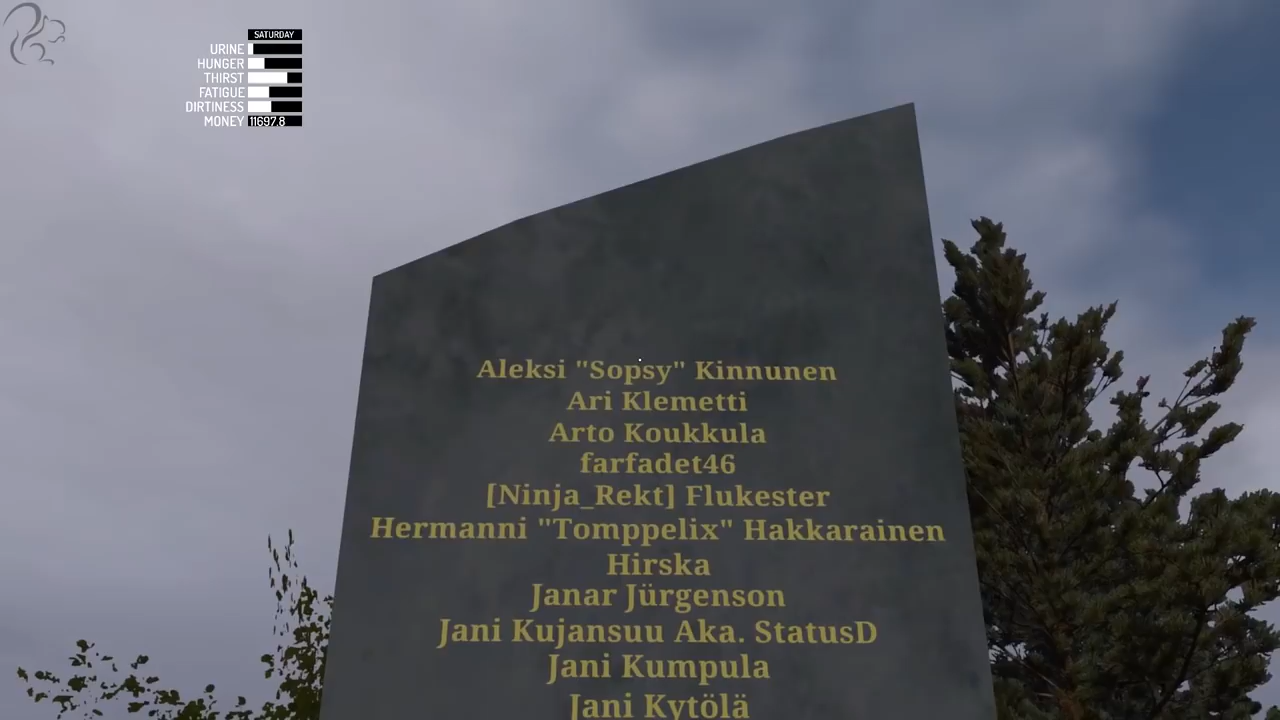 SATURDAY
URINE
HUNGER
THIRST
FATIGUE
DIRTINESS
MONEY 11697.8
Aleksi "Sopsy" Kinnunen
Ari Klemetti
Arto Koukkula
farfadet46
[Ninja_Rekt] Flukester
Hermanni "Tomppelix" Hakkarainen
Hirska
Janar Jürgenson
Jani Kujansuu Aka. StatusD
Jani Kumpula
Jani Kytölä